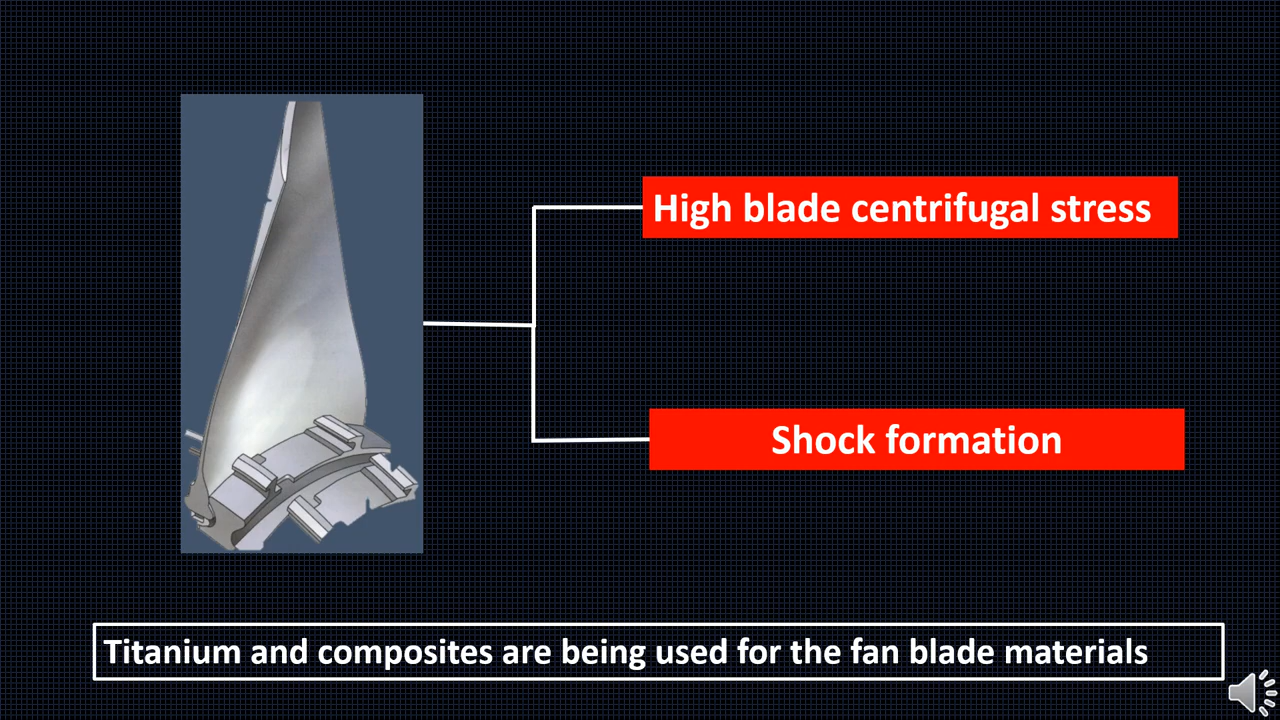 High blade centrifugal stress
Shock formation
Titanium and composites are being used for the fan blade materials